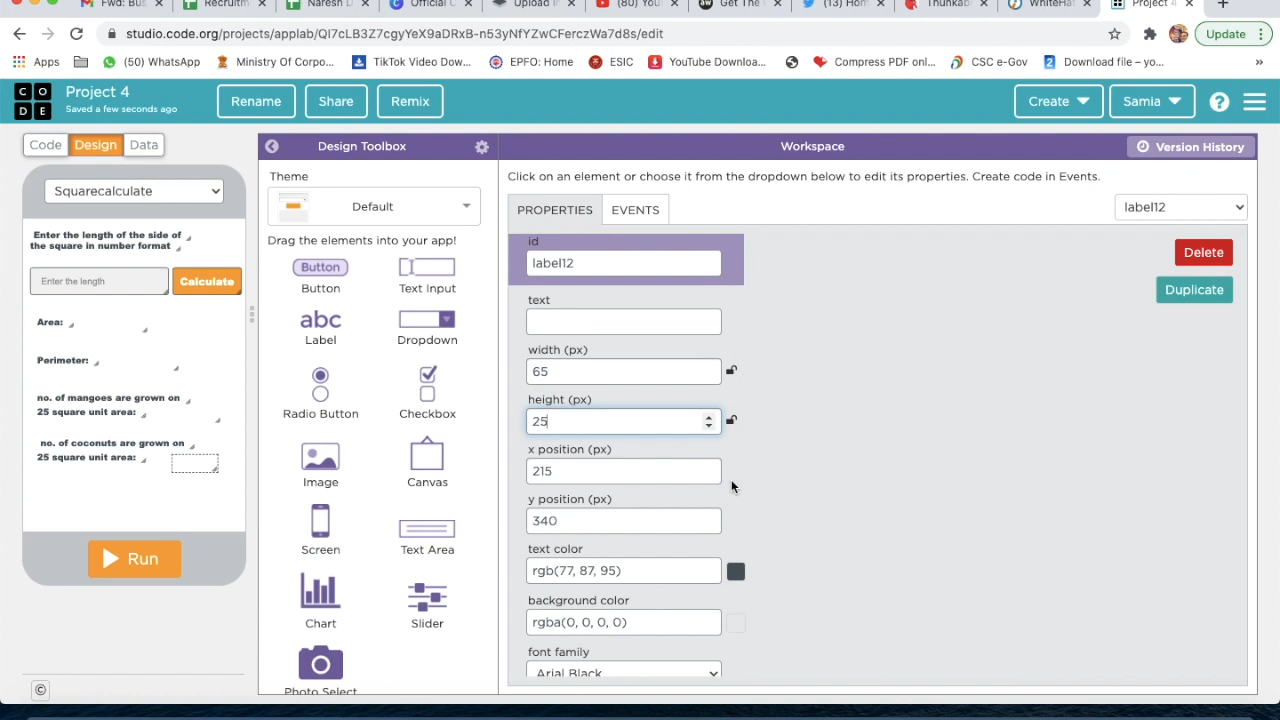 Fwd: Bus
Recruitm
Naresh D
Official C
Upload in
(80) You
Get The
(13) Hom
Thunkab
WhiteHat
Project 4
studio.code.org/projects/applab/QI7cLB3Z7cgyYeX9aDRxB-n53yNfYZwCFerczWa7d8s/edit
Update
Apps
(50) WhatsApp
Ministry Of Corpo...
TikTok Video Dow...
EPFO: Home
ESIC
YouTube Downloa...
Compress PDF onl...
CSC e-Gov
Download file – yo...
»
C O
D E
Project 4
Saved a few seconds ago
Rename
Share
Remix
Create
Samia
?
Code
Design
Data
Squarecalculate
Enter the length of the side of
the square in number format
Enter the length
Calculate
Area:
Perimeter:
no. of mangoes are grown on
25 square unit area:
no. of coconuts are grown on
25 square unit area:
Run
©
Design Toolbox
Theme
Default
Drag the elements into your app!
Button
Button
Text Input
abc
Label
Dropdown
Radio Button
Checkbox
Image
Canvas
Screen
Text Area
Chart
Slider
Photo Select
Workspace
Version History
Click on an element or choose it from the dropdown below to edit its properties. Create code in Events.
PROPERTIES
EVENTS
label12
id
label12
Delete
Duplicate
text
width (px)
65
height (px)
25
x position (px)
215
y position (px)
340
text color
rgb(77, 87, 95)
background color
rgba(0, 0, 0, 0)
font family
Arial Black